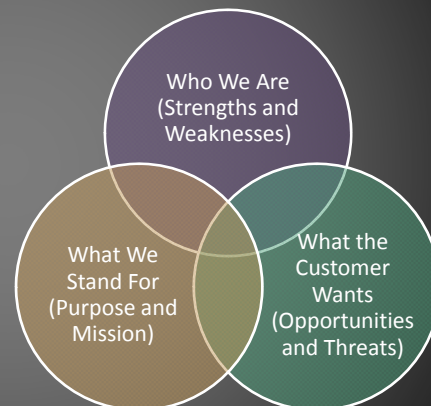 Who We Are
(Strengths and
Weaknesses)
What We
Stand For
(Purpose and
Mission)
What the
Customer
Wants
(Opportunities
and Threats)